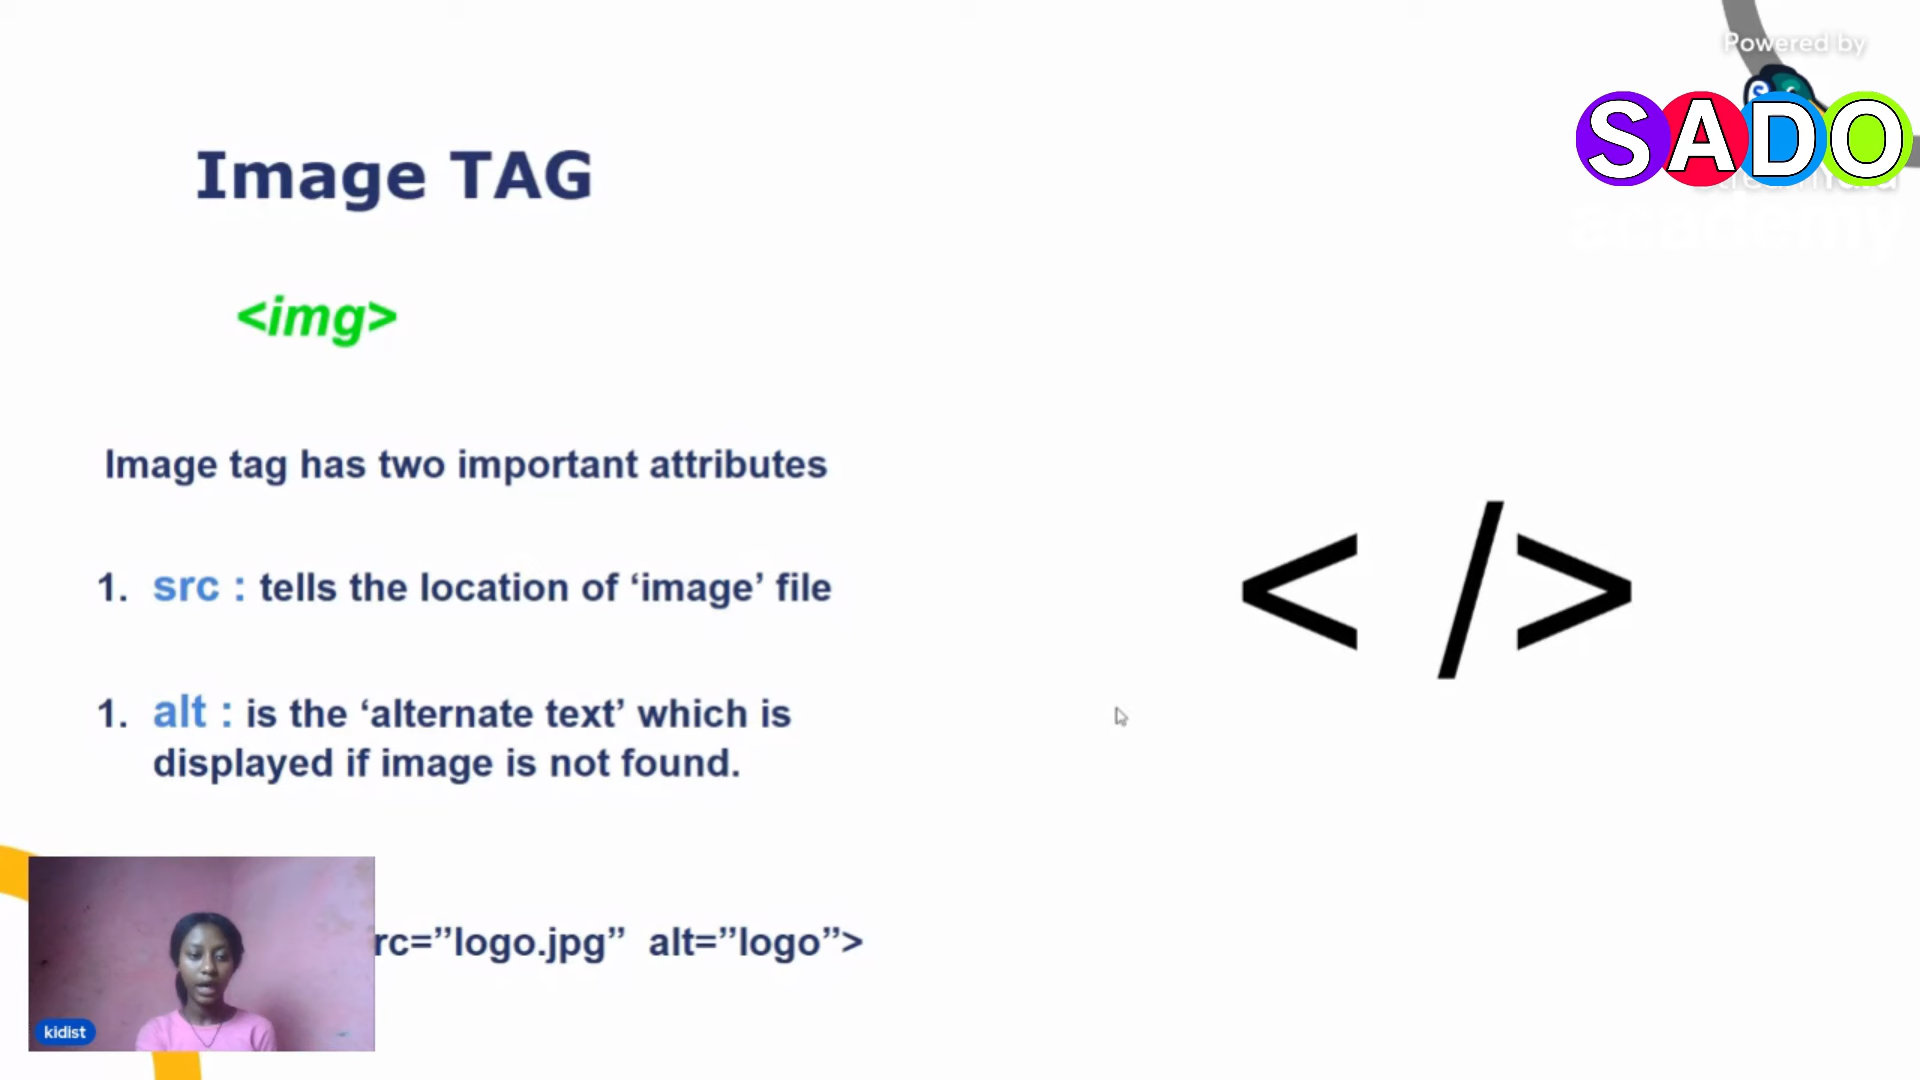 Powered by
SADO
academy
Image TAG
<img>
Image tag has two important attributes
1. src : tells the location of ‘image’ file
1. alt : is the ‘alternate text’ which is
displayed if image is not found.
< />
rc=”logo.jpg” alt=”logo”>
kidist